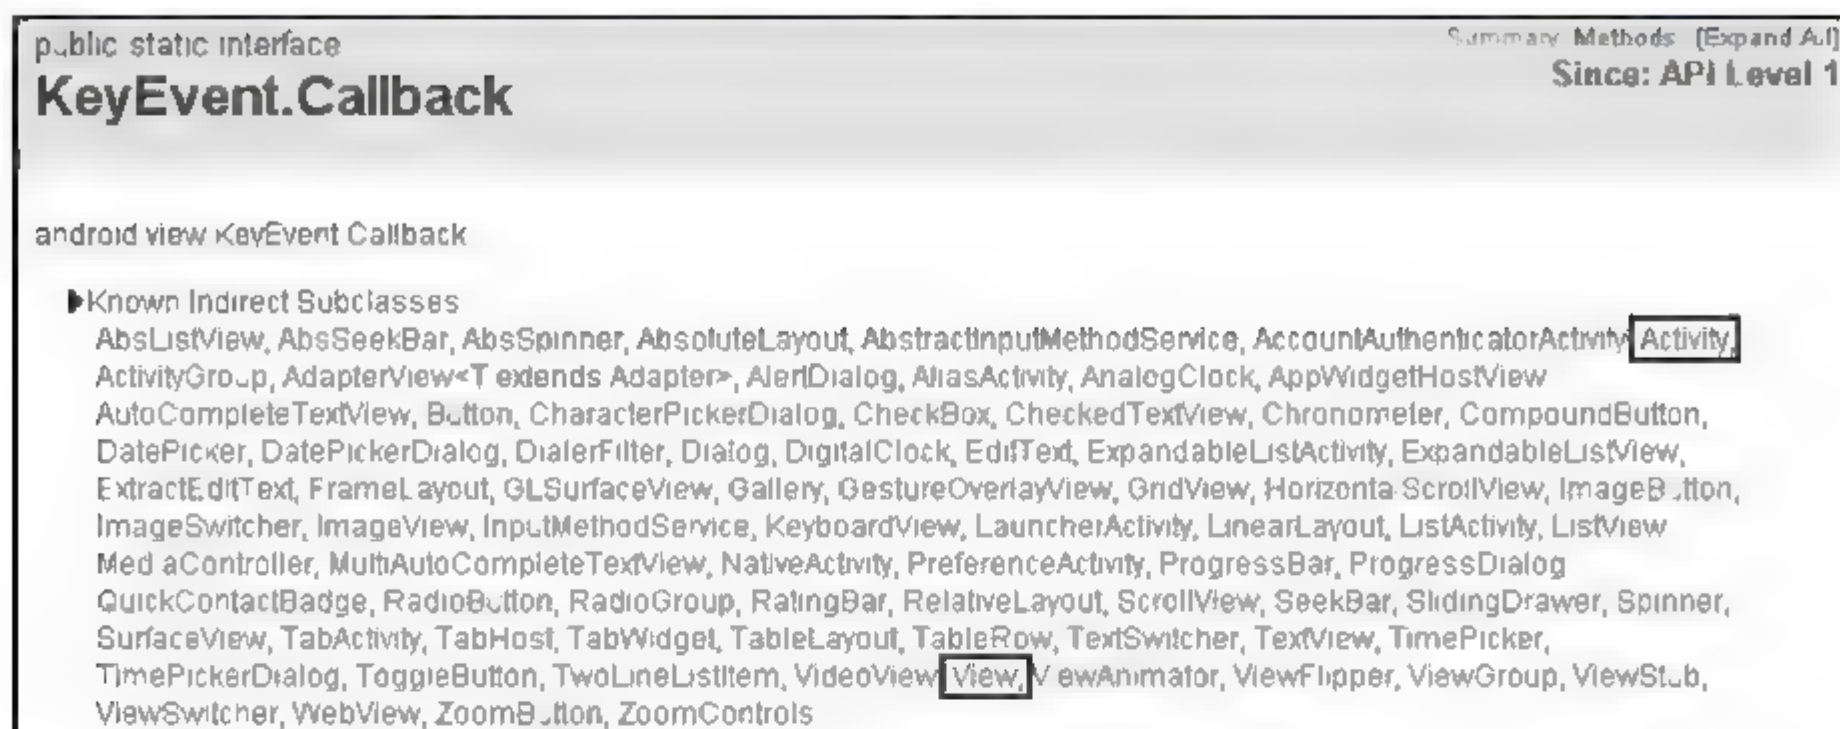 public static interface
Summary Methods [Expand All]
KeyEvent.Callback
Since: API Level 1
android view KeyEvent Callback
Known Indirect Subclasses
AbsListView, AbsSeekBar, AbsSpinner, AbsoluteLayout, AbstractInputMethodService, AccountAuthenticatorActivity Activity,
ActivityGroup, AdapterView<T extends Adapter>, AlertDialog, AliasActivity, AnalogClock, AppWidgetHostView
AutoCompleteTextView, Button, CharacterPickerDialog, CheckBox, CheckedTextView, Chronometer, CompoundButton,
DatePicker, DatePickerDialog, DialerFilter, Dialog, DigitalClock, EditText, ExpandableListActivity, ExpandableListView,
ExtractEditText, FrameLayout, GLSurfaceView, Gallery, GestureOverlayView, GridView, HorizontalScrollView, ImageButton,
ImageSwitcher, ImageView, InputMethodService, KeyboardView, LauncherActivity, LinearLayout, ListActivity, ListView
MediaController, MultiAutoCompleteTextView, NativeActivity, PreferenceActivity, ProgressBar, ProgressDialog
QuickContactBadge, RadioButton, RadioGroup, RatingBar, RelativeLayout, ScrollView, SeekBar, SlidingDrawer, Spinner,
SurfaceView, TabActivity, TabHost, TabWidget, TableLayout, TableRow, TextSwitcher, TextView, TimePicker,
TimePickerDialog, ToggleButton, TwoLineListItem, VideoView View, ViewAnimator, ViewFlipper, ViewGroup, ViewStub,
ViewSwitcher, WebView, ZoomButton, ZoomControls